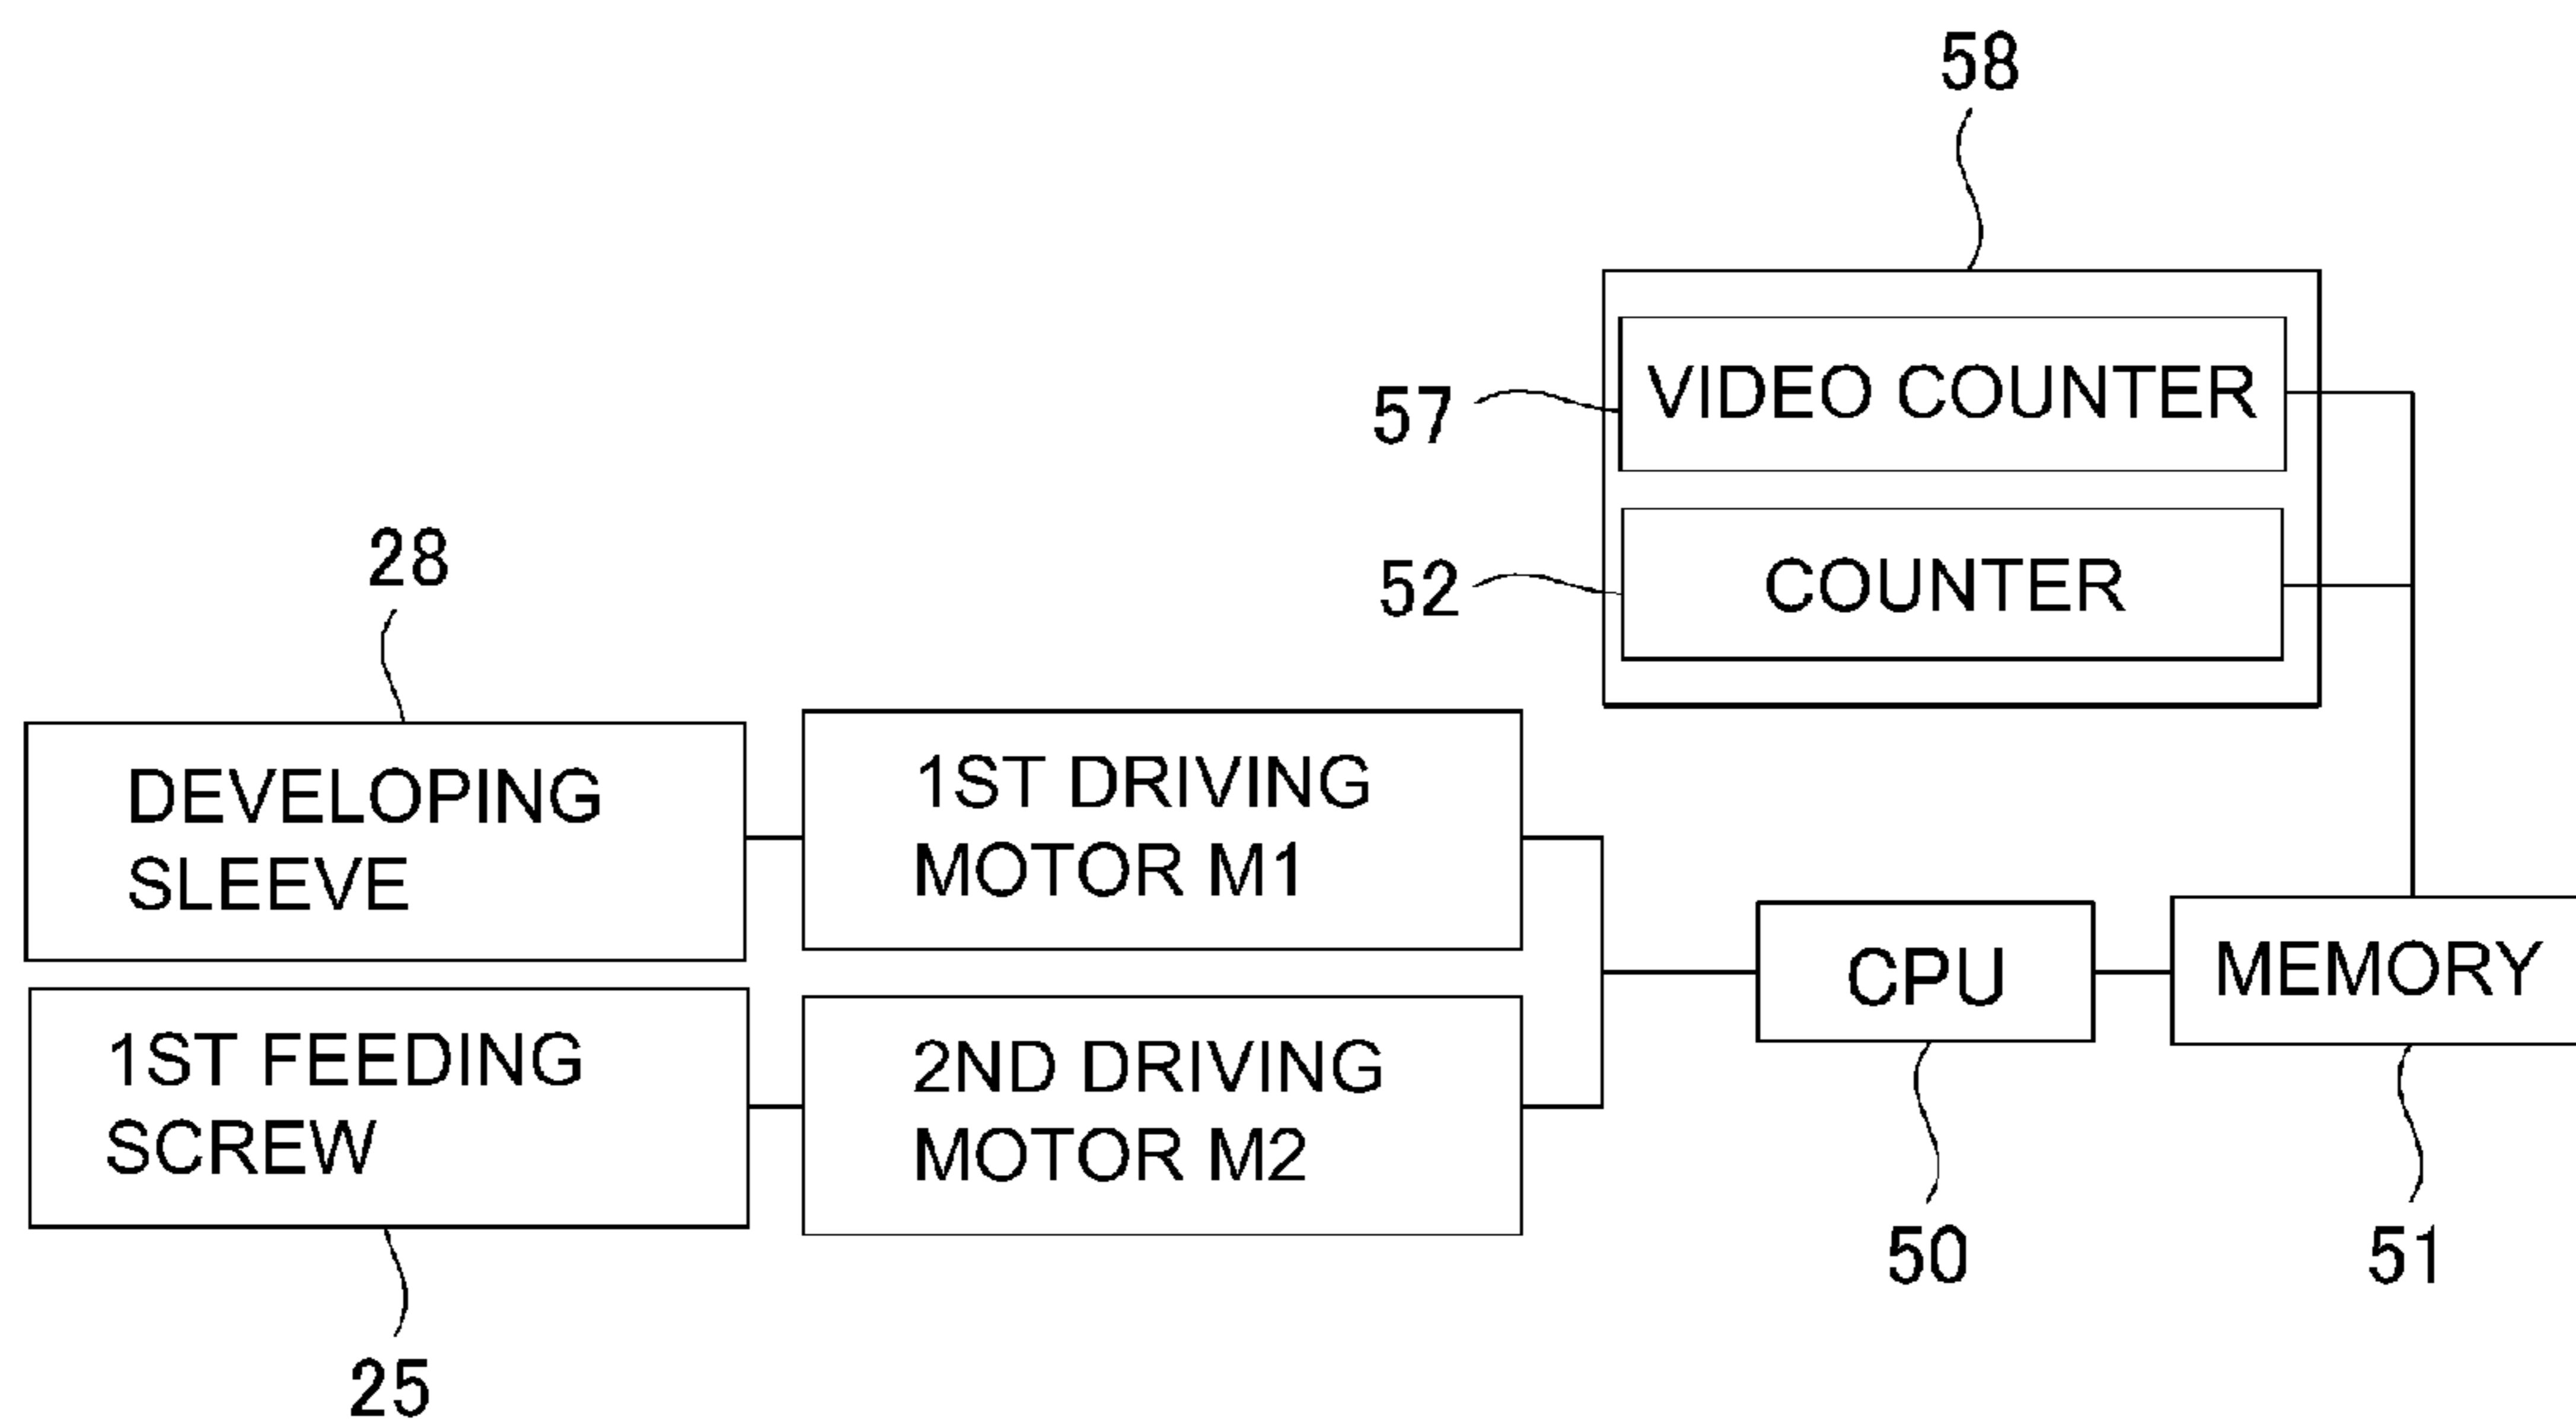 58
57
VIDEO COUNTER
52
COUNTER
28
DEVELOPING
SLEEVE
1ST DRIVING
MOTOR M1
1ST FEEDING
SCREW
2ND DRIVING
MOTOR M2
CPU
MEMORY
50
51
25